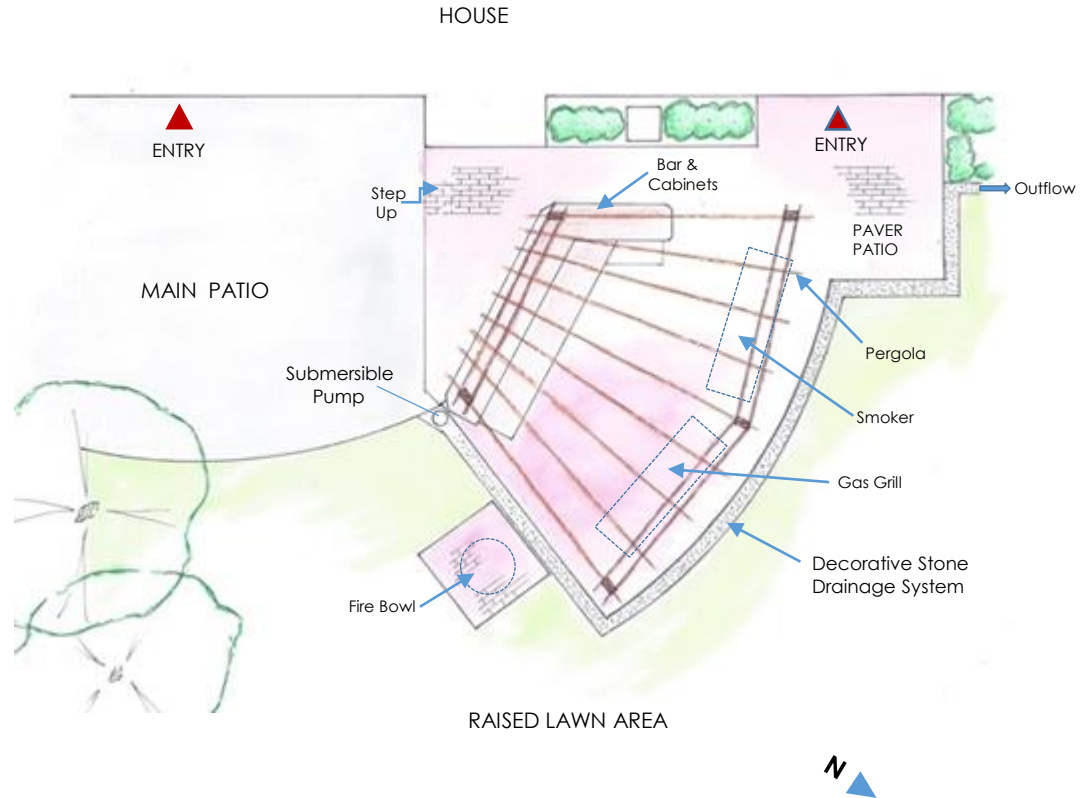 HOUSE
ENTRY
ENTRY
Bar &
Cabinets
Step
Up
Outflow
PAVER
PATIO
MAIN PATIO
Pergola
Submersible
Pump
Smoker
Gas Grill
Decorative Stone
Drainage System
Fire Bowl
RAISED LAWN AREA
N